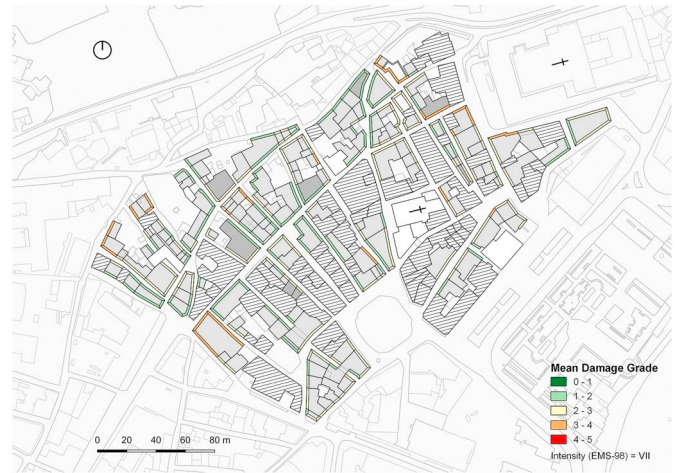 Mean Damage Grade
0 - 1
1 - 2
2 - 3
3 - 4
4 - 5
Intensity (EMS-98) = VII
0 20 40 60 80 m